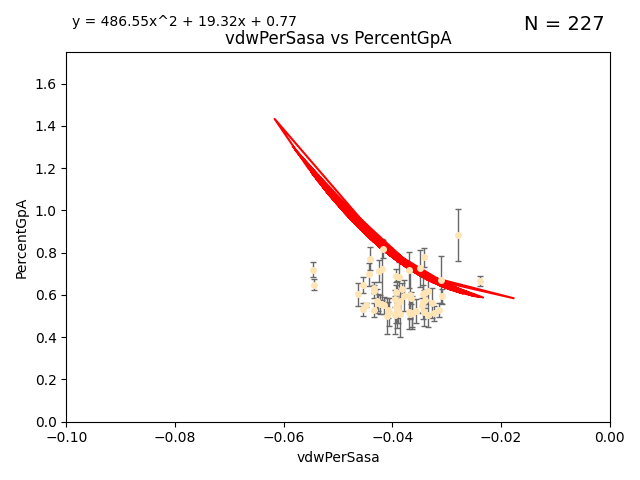 y = 486.55x^2 + 19.32x + 0.77
N = 227
vdwPerSasa vs PercentGpA
1.6
1.4
1.2
1.0
0.8
0.6
0.4
0.2
0.0
PercentGpA
−0.10 −0.08 −0.06 −0.04 −0.02 0.00
vdwPerSasa